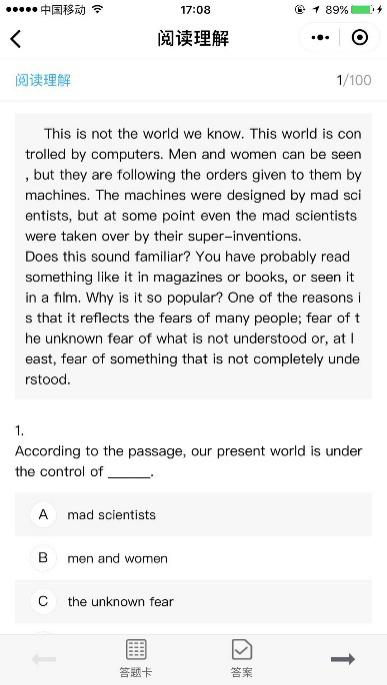 中国移动 17:08 89%
阅读理解
阅读理解 1/100
This is not the world we know. This world is con
trolled by computers. Men and women can be seen
, but they are following the orders given to them by
machines. The machines were designed by mad sci
entists, but at some point even the mad scientists
were taken over by their super-inventions.
Does this sound familiar? You have probably read
something like it in magazines or books, or seen it
in a film. Why is it so popular? One of the reasons i
s that it reflects the fears of many people; fear of t
he unknown fear of what is not understood or, at l
east, fear of something that is not completely unde
rstood.
1.
According to the passage, our present world is under
the control of ______.
A mad scientists
B men and women
C the unknown fear
答题卡 答案